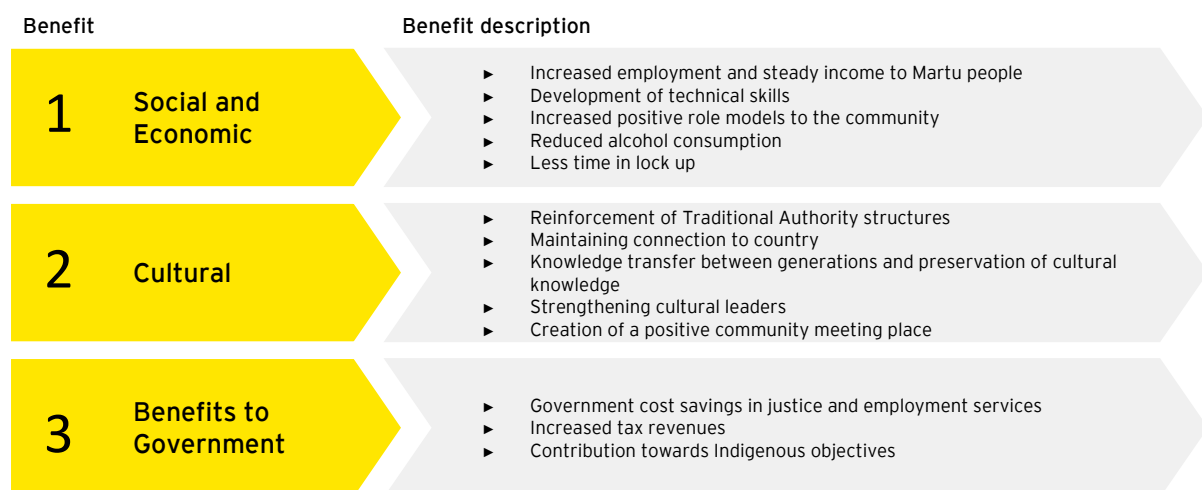 Benefit
Benefit description
1
Social and
Economic
► Increased employment and steady income to Martu people
► Development of technical skills
► Increased positive role models to the community
► Reduced alcohol consumption
► Less time in lock up
2
Cultural
► Reinforcement of Traditional Authority structures
► Maintaining connection to country
► Knowledge transfer between generations and preservation of cultural
knowledge
► Strengthening cultural leaders
► Creation of a positive community meeting place
3
Benefits to
Government
► Government cost savings in justice and employment services
► Increased tax revenues
► Contribution towards Indigenous objectives